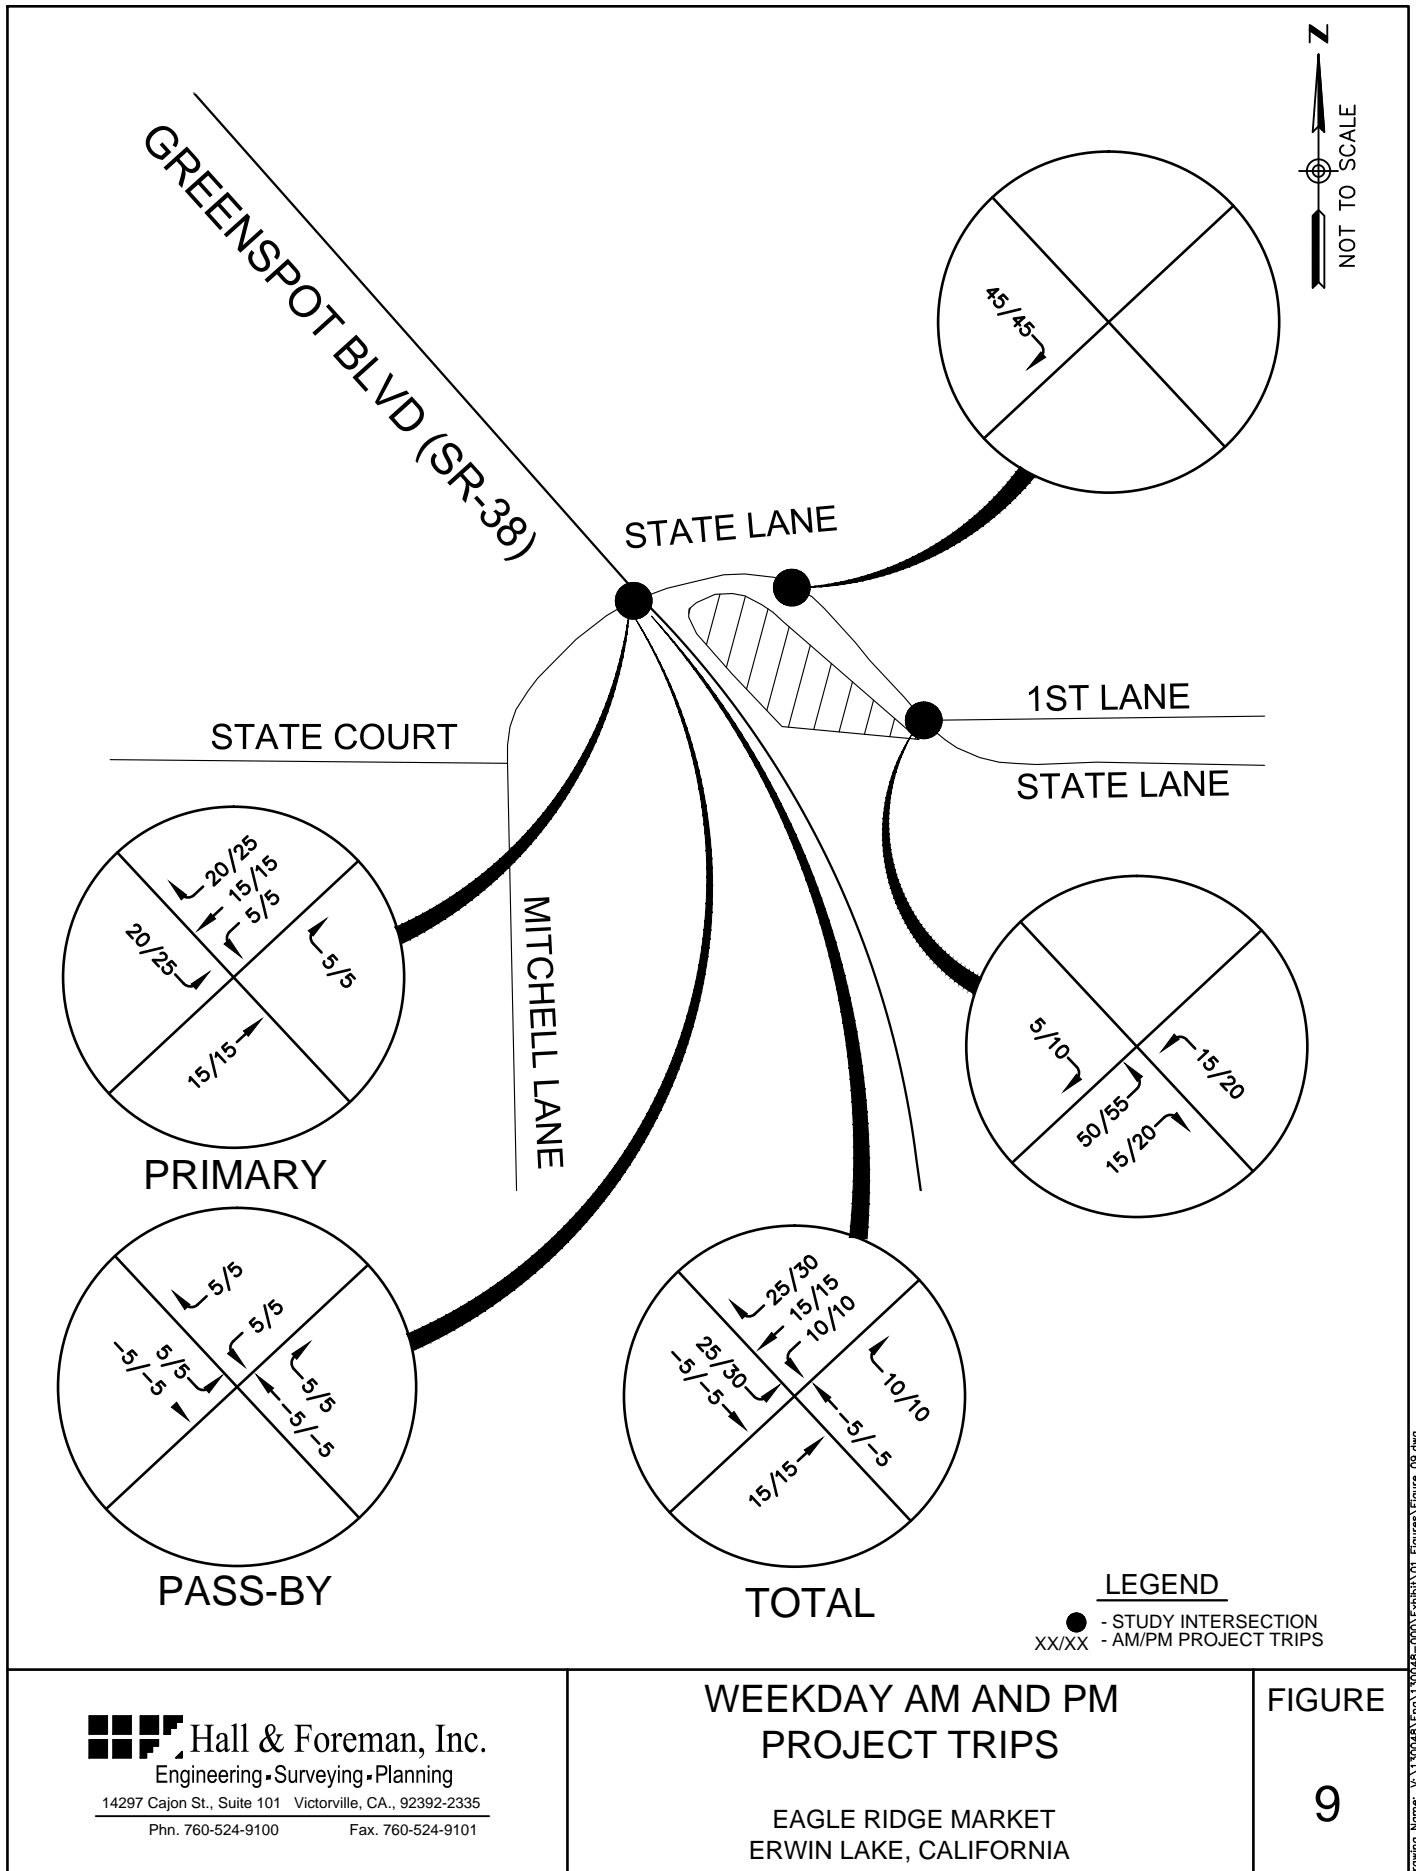 N
NOT TO SCALE
GREENSPOT BLVD (SR-38)
45/45
STATE LANE
1ST LANE
STATE COURT
STATE LANE
MITCHELL LANE
20/25
15/15
5/5
20/25
5/5
15/15
PRIMARY
5/10
15/20
50/55
15/20
5/5
5/5
5/5
-5/-5
5/5
-5/-5
PASS-BY
25/30
15/15
10/10
25/30
-5/-5
10/10
-5/-5
15/15
TOTAL
LEGEND
- STUDY INTERSECTION
XX/XX - AM/PM PROJECT TRIPS
Hall & Foreman, Inc.
Engineering - Surveying - Planning
14297 Cajon St., Suite 101 Victorville, CA., 92392-2335
Phn. 760-524-9100 Fax. 760-524-9101
WEEKDAY AM AND PM
PROJECT TRIPS
EAGLE RIDGE MARKET
ERWIN LAKE, CALIFORNIA
FIGURE
9